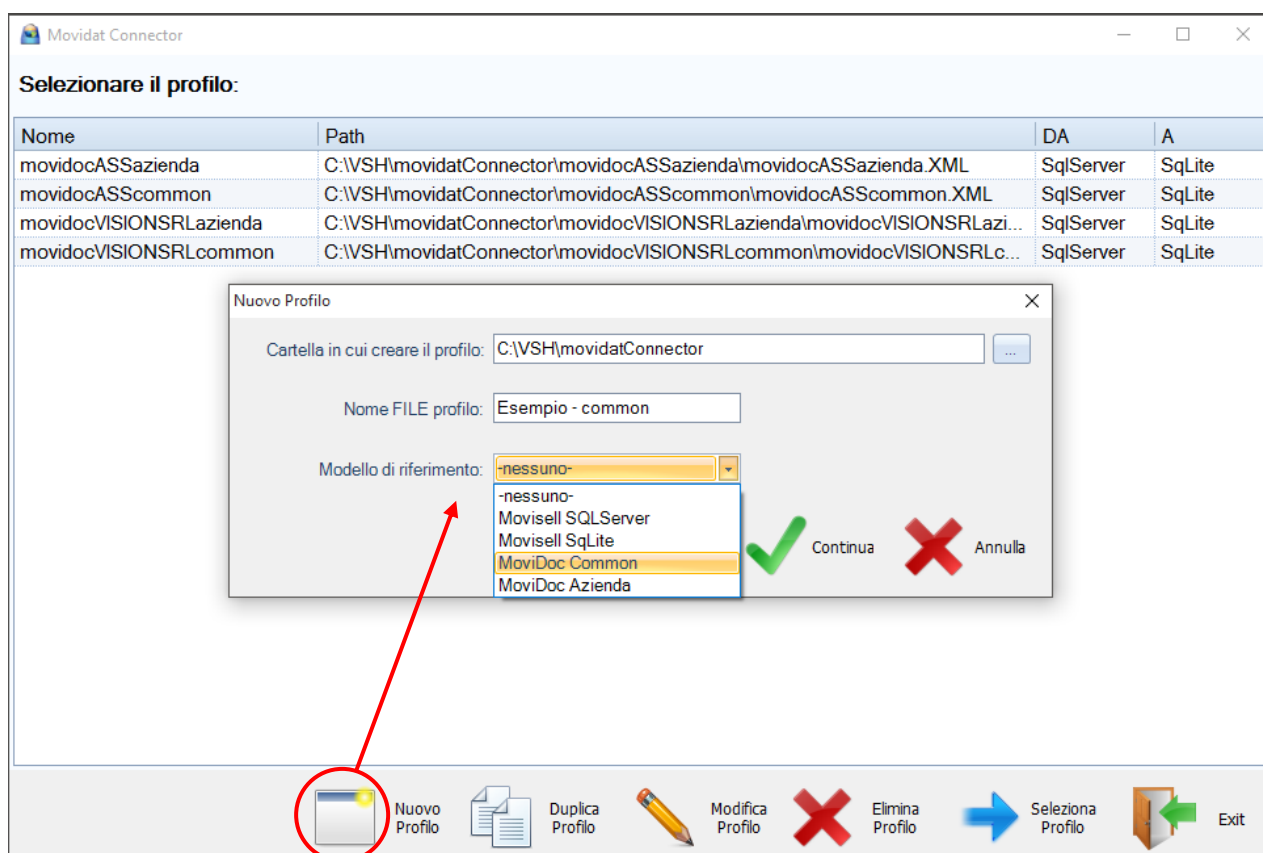 Movidat Connector
Selezionare il profilo:
Nome Path DA A
movidocASSazienda C:\VSH\movidatConnector\movidocASSazienda\movidocASSazienda.XML SqlServer SqLite
movidocASScommon C:\VSH\movidatConnector\movidocASScommon\movidocASScommon.XML SqlServer SqLite
movidocVISIONSRLazienda C:\VSH\movidatConnector\movidocVISIONSRLazienda\movidocVISIONSRLazi... SqlServer SqLite
movidocVISIONSRLcommon C:\VSH\movidatConnector\movidocVISIONSRLcommon\movidocVISIONSRLc... SqlServer SqLite
Nuovo Profilo
Cartella in cui creare il profilo: C:\VSH\movidatConnector ...
Nome FILE profilo: Esempio - common
Modello di riferimento: -nessuno-
-nessuno-
Movisell SQLServer
Movisell SqLite
MoviDoc Common
MoviDoc Azienda
Continua
Annulla
Nuovo
Profilo
Duplica
Profilo
Modifica
Profilo
Elimina
Profilo
Seleziona
Profilo
Exit